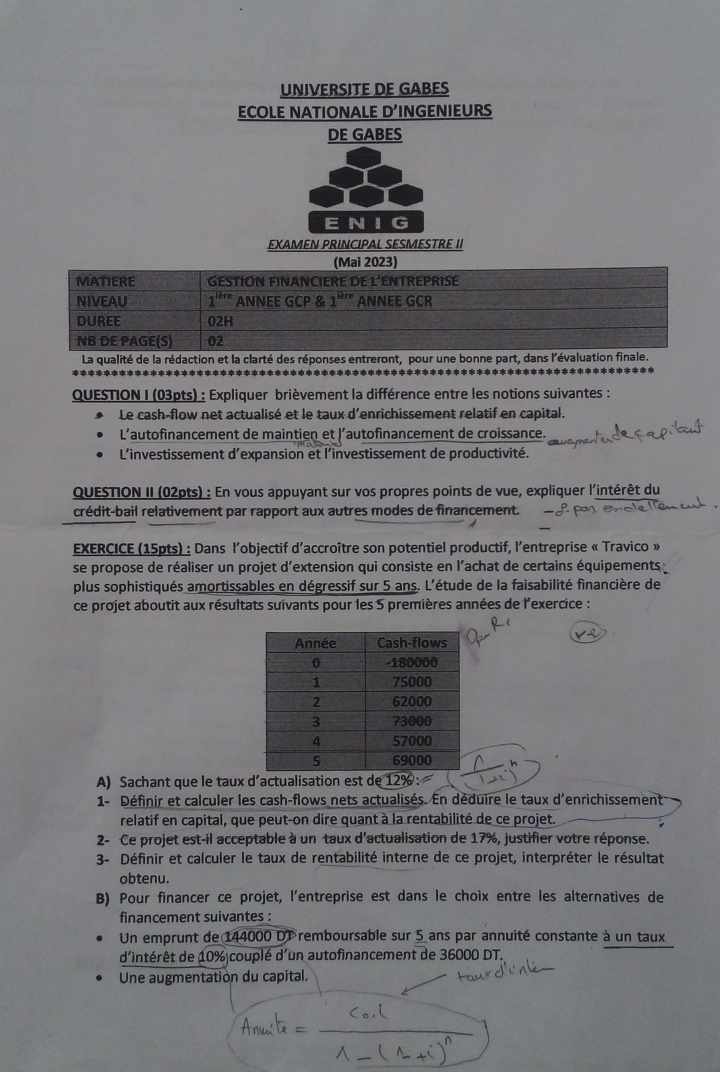 UNIVERSITE DE GABES
ECOLE NATIONALE D'INGENIEURS
DE GABES
ENIG
EXAMEN PRINCIPAL SESMESTRE II
(Mai 2023)
MATIERE GESTION FINANCIERE DE L'ENTREPRISE
NIVEAU 1ière ANNEE GCP & 1ière ANNEE GCR
DUREE 02H
NB DE PAGE(S) 02
La qualité de la rédaction et la clarté des réponses entreront, pour une bonne part, dans l'évaluation finale.
QUESTION I (03pts) : Expliquer brièvement la différence entre les notions suivantes :
• Le cash-flow net actualisé et le taux d'enrichissement relatif en capital.
• L'autofinancement de maintien et l'autofinancement de croissance. augmenter de capitaut
• L'investissement d'expansion et l'investissement de productivité.
QUESTION II (02pts) : En vous appuyant sur vos propres points de vue, expliquer l'intérêt du
crédit-bail relativement par rapport aux autres modes de financement. pas endettement.
EXERCICE (15pts) : Dans l'objectif d'accroître son potentiel productif, l'entreprise « Travico »
se propose de réaliser un projet d'extension qui consiste en l'achat de certains équipements
plus sophistiqués amortissables en dégressif sur 5 ans. L'étude de la faisabilité financière de
ce projet aboutit aux résultats suivants pour les 5 premières années de l'exercice :
Année Cash-flows
0 -180000
1 75000
2 62000
3 73000
4 57000
5 69000
A) Sachant que le taux d'actualisation est de 12% :
1- Définir et calculer les cash-flows nets actualisés. En déduire le taux d'enrichissement
relatif en capital, que peut-on dire quant à la rentabilité de ce projet.
2- Ce projet est-il acceptable à un taux d'actualisation de 17%, justifier votre réponse.
3- Définir et calculer le taux de rentabilité interne de ce projet, interpréter le résultat
obtenu.
B) Pour financer ce projet, l'entreprise est dans le choix entre les alternatives de
financement suivantes :
• Un emprunt de 144000 DT remboursable sur 5 ans par annuité constante à un taux
d'intérêt de 10% couplé d'un autofinancement de 36000 DT.
• Une augmentation du capital.
taux d'intér
Annuité = Co.i / 1 - (1+i)^n